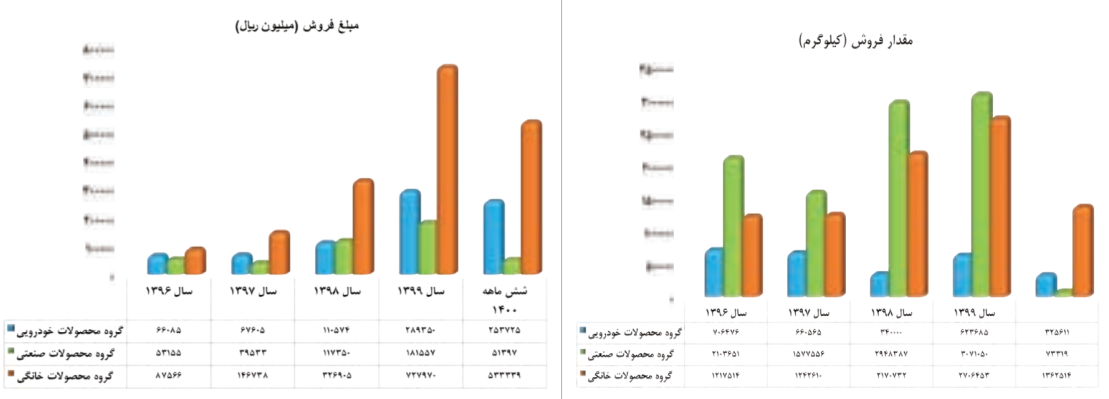 مبلغ فروش (میلیون ریال)
سال ۱۳۹۶ سال ۱۳۹۷ سال ۱۳۹۸ سال ۱۳۹۹ شش ماهه ۱۴۰۰
گروه محصولات خودرویی ۶۶۰۸۵ ۶۷۶۰۵ ۱۱۰۵۷۴ ۲۸۹۳۵۰ ۲۵۳۷۲۵
گروه محصولات صنعتی ۵۳۱۵۵ ۳۹۵۳۳ ۱۱۷۳۵۰ ۱۸۱۵۵۷ ۵۱۳۹۷
گروه محصولات خانگی ۸۷۵۶۶ ۱۴۶۷۳۸ ۳۲۶۹۰۵ ۷۲۷۹۷۰ ۵۳۳۳۳۹
مقدار فروش (کیلوگرم)
سال ۱۳۹۶ سال ۱۳۹۷ سال ۱۳۹۸ سال ۱۳۹۹
گروه محصولات خودرویی ۷۰۶۴۷۶ ۶۶۰۵۶۵ ۳۴۰۰۰۰ ۶۲۳۶۸۵ ۳۲۵۶۱۱
گروه محصولات صنعتی ۲۱۰۳۶۵۱ ۱۵۷۷۵۵۶ ۲۹۴۸۳۸۷ ۳۰۷۱۰۵۰ ۷۳۳۱۹
گروه محصولات خانگی ۱۲۱۷۵۱۴ ۱۲۴۲۶۱۰ ۲۱۷۰۷۳۲ ۲۷۰۶۴۵۳ ۱۳۶۲۵۱۴